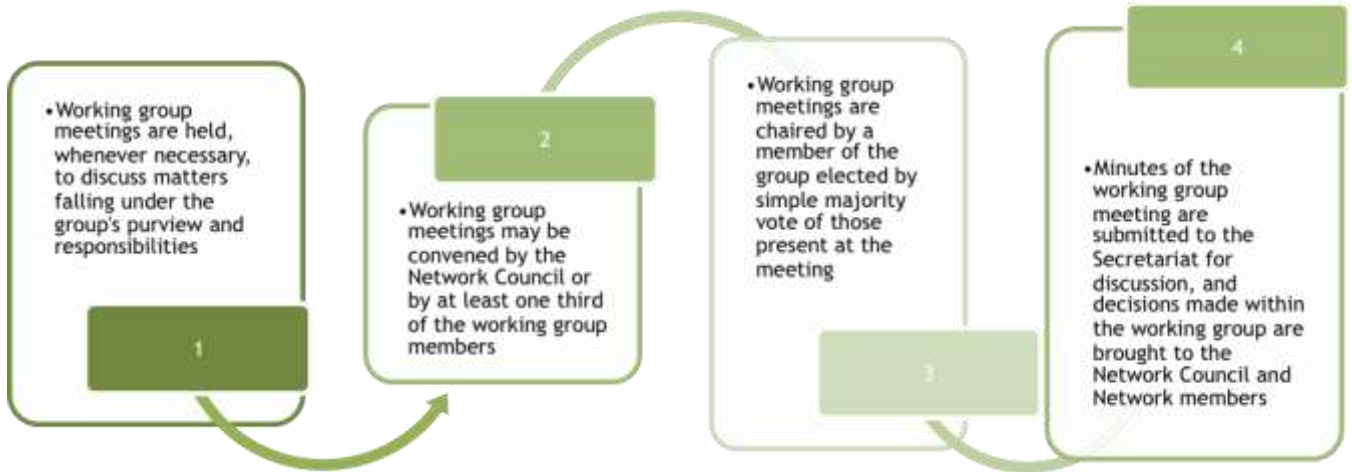 •Working group
meetings are held,
whenever necessary,
to discuss matters
falling under the
group's purview and
responsibilities
1
2
•Working group
meetings may be
convened by the
Network Council or
by at least one third
of the working group
members
•Working group
meetings are
chaired by a
member of the
group elected by
simple majority
vote of those
present at the
meeting
3
4
•Minutes of the
working group
meeting are
submitted to the
Secretariat for
discussion, and
decisions made within
the working group are
brought to the
Network Council and
Network members